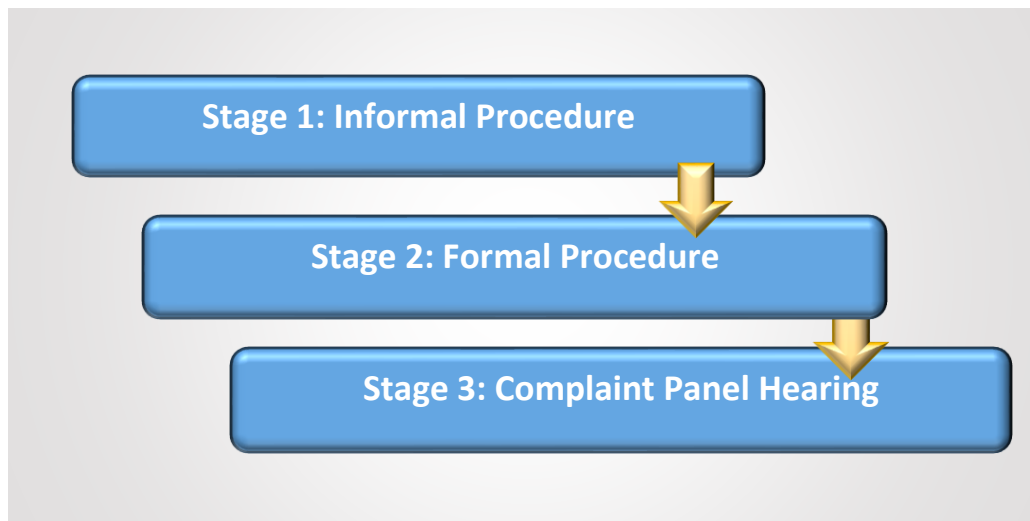 Stage 1: Informal Procedure
Stage 2: Formal Procedure
Stage 3: Complaint Panel Hearing